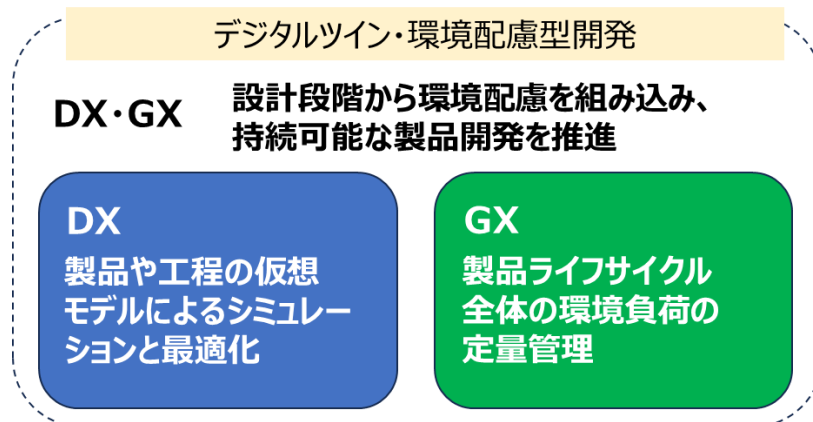 デジタルツイン・環境配慮型開発
DX・GX
設計段階から環境配慮を組み込み、
持続可能な製品開発を推進
DX
製品や工程の仮想
モデルによるシミュレー
ションと最適化
GX
製品ライフサイクル
全体の環境負荷の
定量管理